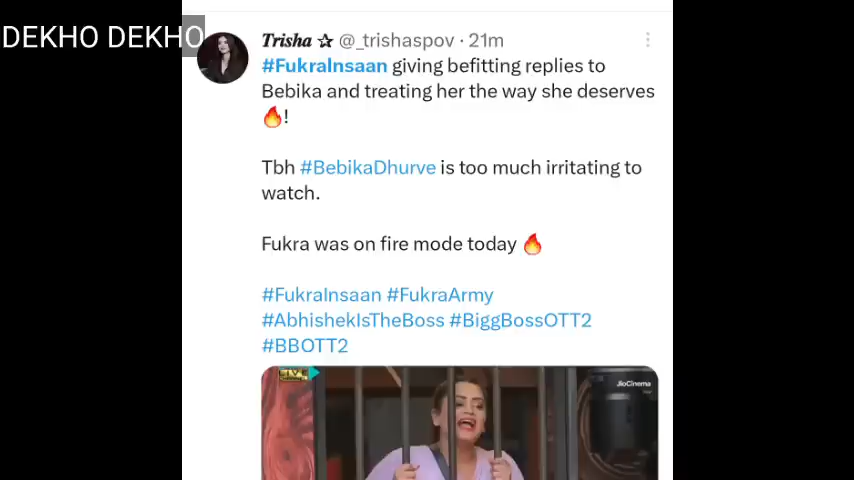 DEKHO DEKHO
Trisha ☆ @_trishaspov · 21m
#FukraInsaan giving befitting replies to
Bebika and treating her the way she deserves
🔥!
Tbh #BebikaDhurve is too much irritating to
watch.
Fukra was on fire mode today 🔥
#FukraInsaan #FukraArmy
#AbhishekIsTheBoss #BiggBossOTT2
#BBOTT2
LIVE
JioCinema